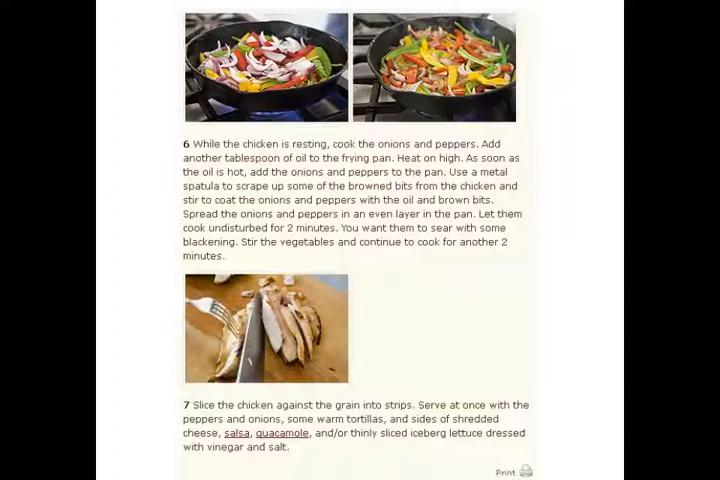 6 While the chicken is resting, cook the onions and peppers. Add
another tablespoon of oil to the frying pan. Heat on high. As soon as
the oil is hot, add the onions and peppers to the pan. Use a metal
spatula to scrape up some of the browned bits from the chicken and
stir to coat the onions and peppers with the oil and brown bits.
Spread the onions and peppers in an even layer in the pan. Let them
cook undisturbed for 2 minutes. You want them to sear with some
blackening. Stir the vegetables and continue to cook for another 2
minutes.
7 Slice the chicken against the grain into strips. Serve at once with the
peppers and onions, some warm tortillas, and sides of shredded
cheese, salsa, guacamole, and/or thinly sliced iceberg lettuce dressed
with vinegar and salt.
Print